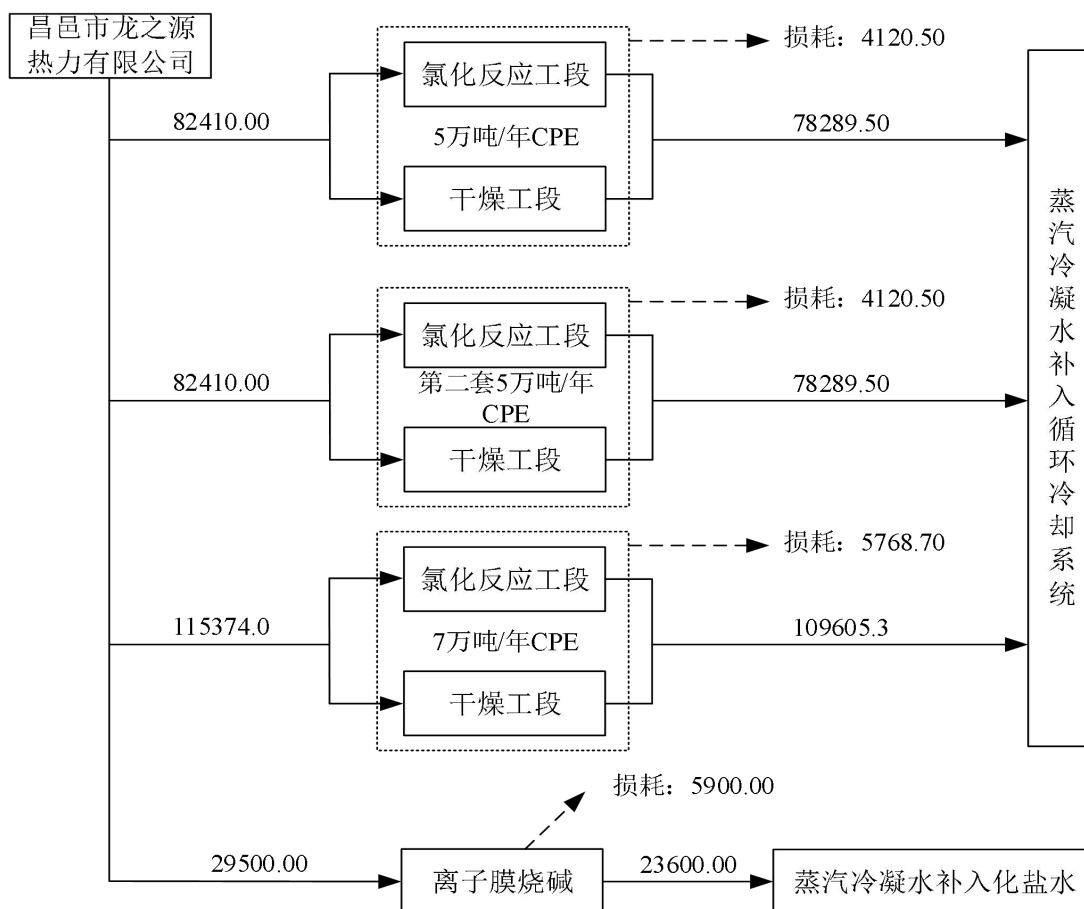 昌邑市龙之源
热力有限公司
损耗：4120.50
氯化反应工段
82410.00
5万吨/年CPE
78289.50
干燥工段
损耗：4120.50
氯化反应工段
82410.00
第二套5万吨/年
CPE
78289.50
干燥工段
损耗：5768.70
氯化反应工段
115374.0
7万吨/年CPE
109605.3
干燥工段
蒸汽冷凝水补入循环冷却系统
损耗：5900.00
29500.00
离子膜烧碱
23600.00
蒸汽冷凝水补入化盐水